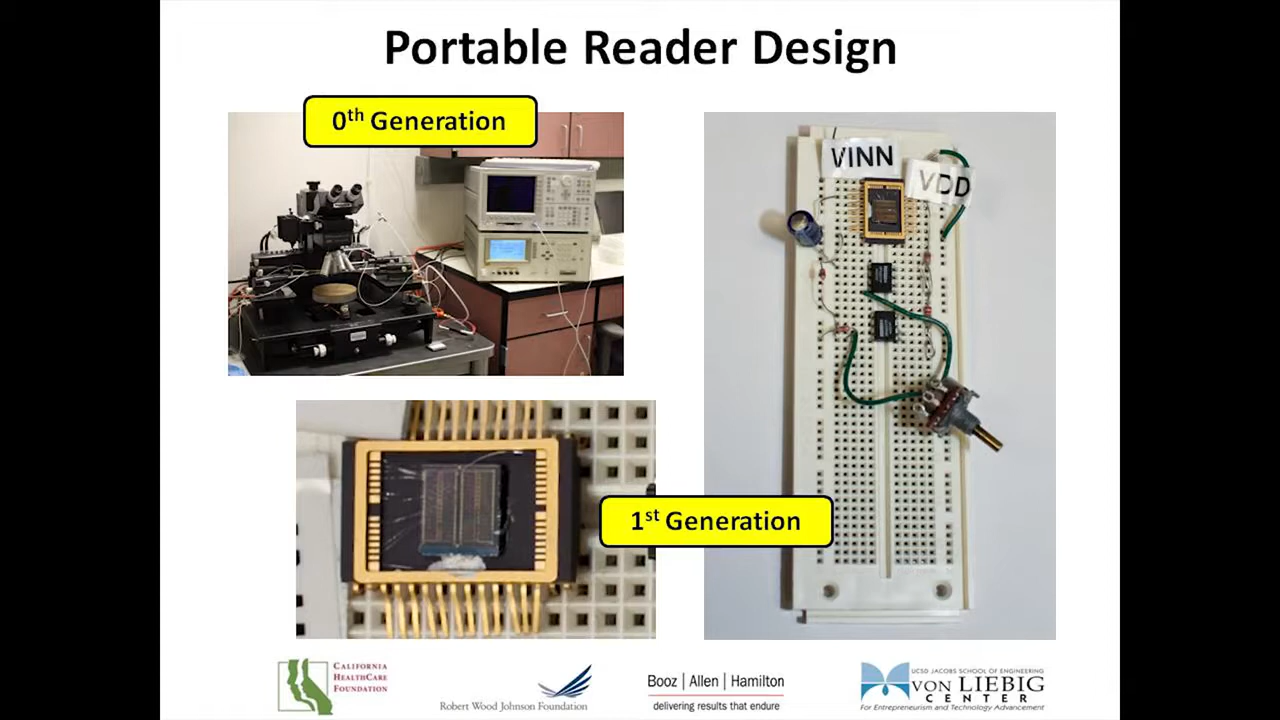 Portable Reader Design
0th Generation
VINN
VDD
1st Generation
CALIFORNIA
HEALTHCARE
FOUNDATION
Robert Wood Johnson Foundation
Booz | Allen | Hamilton
delivering results that endure
UCSD JACOBS SCHOOL OF ENGINEERING
VON LIEBIG
CENTER
For Entrepreneurism and Technology Advancement